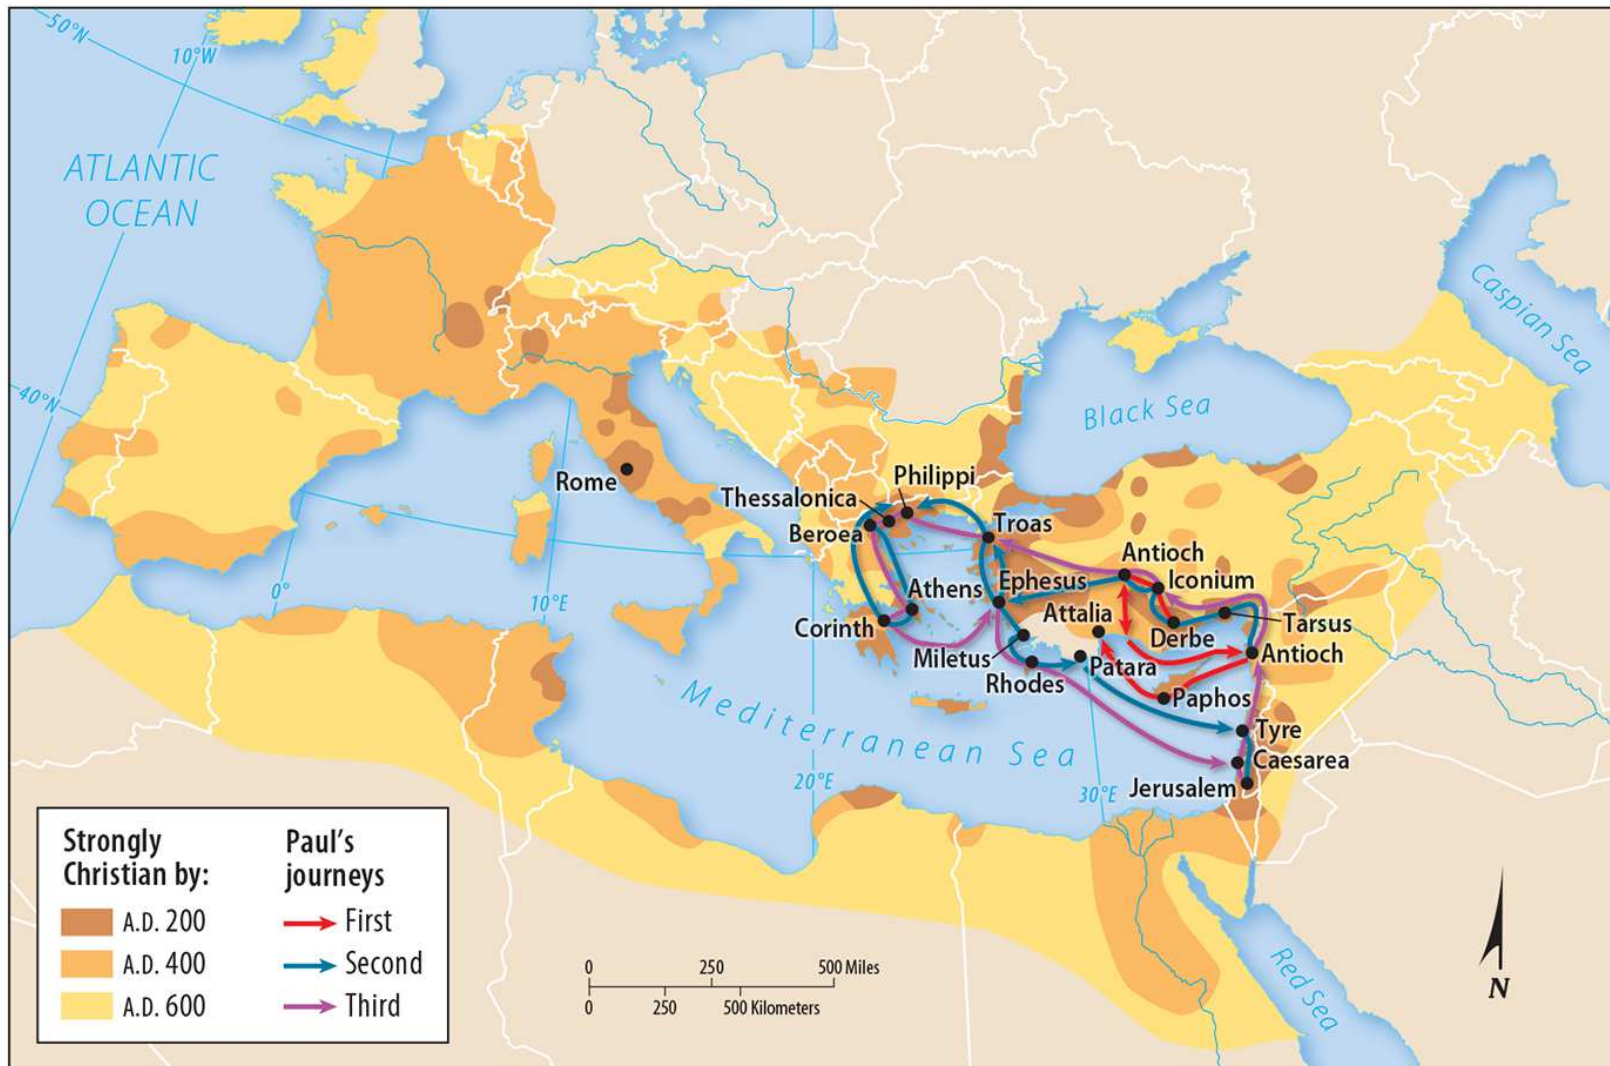 50°N
10°W
ATLANTIC
OCEAN
40°N
0°
10°E
20°E
30°E
Caspian Sea
Black Sea
Mediterranean Sea
Red Sea
Rome
Philippi
Thessalonica
Beroea
Troas
Antioch
Iconium
Ephesus
Athens
Attalia
Corinth
Derbe
Tarsus
Miletus
Patara
Antioch
Rhodes
Paphos
Tyre
Caesarea
Jerusalem
Strongly
Christian by:
A.D. 200
A.D. 400
A.D. 600
Paul's
journeys
First
Second
Third
0 250 500 Miles
0 250 500 Kilometers
N